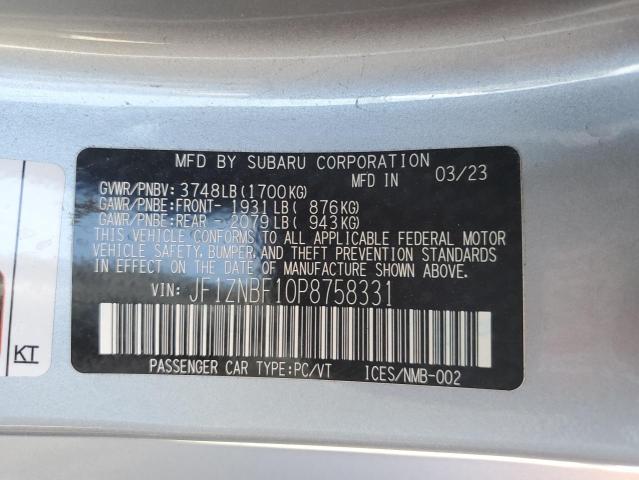 MFD BY SUBARU CORPORATION 03/23
GVWR/PNBV: 3748LB(1700KG)
GAWR/PNBE:FRONT- 1931LB( 876KG)
GAWR/PNBE:REAR - 2079LB( 943KG)
THIS VEHICLE CONFORMS TO ALL APPLICABLE FEDERAL MOTOR
VEHICLE SAFETY, BUMPER, AND THEFT PREVENTION STANDARDS
IN EFFECT ON THE DATE OF MANUFACTURE SHOWN ABOVE.
VIN: JF1ZNBF10P8758331
PASSENGER CAR TYPE:PC/VT ICES/NMB-002
KT